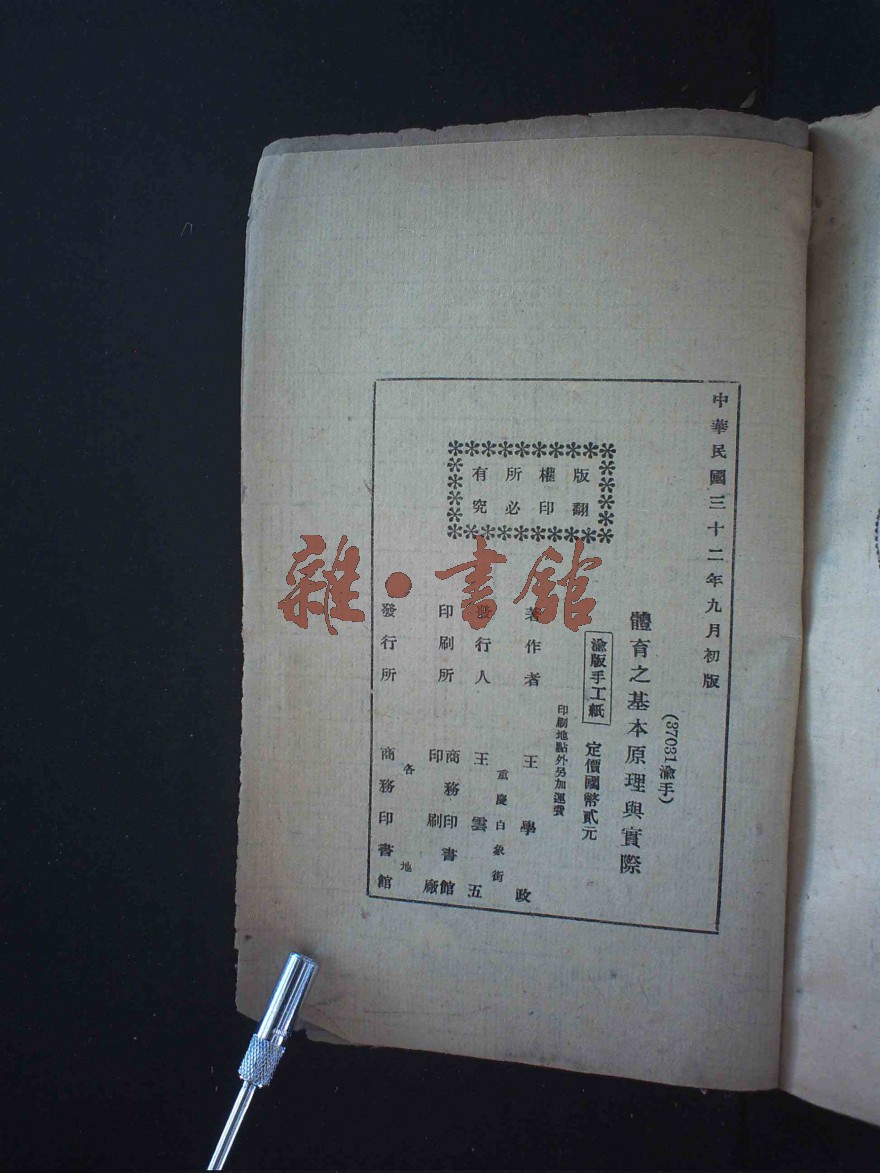 中華民國三十二年九月初版
(37031渝手)
體育之基本原理與實際
渝版手工紙 定價國幣貳元
印刷地點外另加運費
版權所有
翻印必究
著作者 王學政
重慶白象街
發行人 王雲五
印刷所 商務印書館印刷廠
各地
發行所 商務印書館
雜·書館